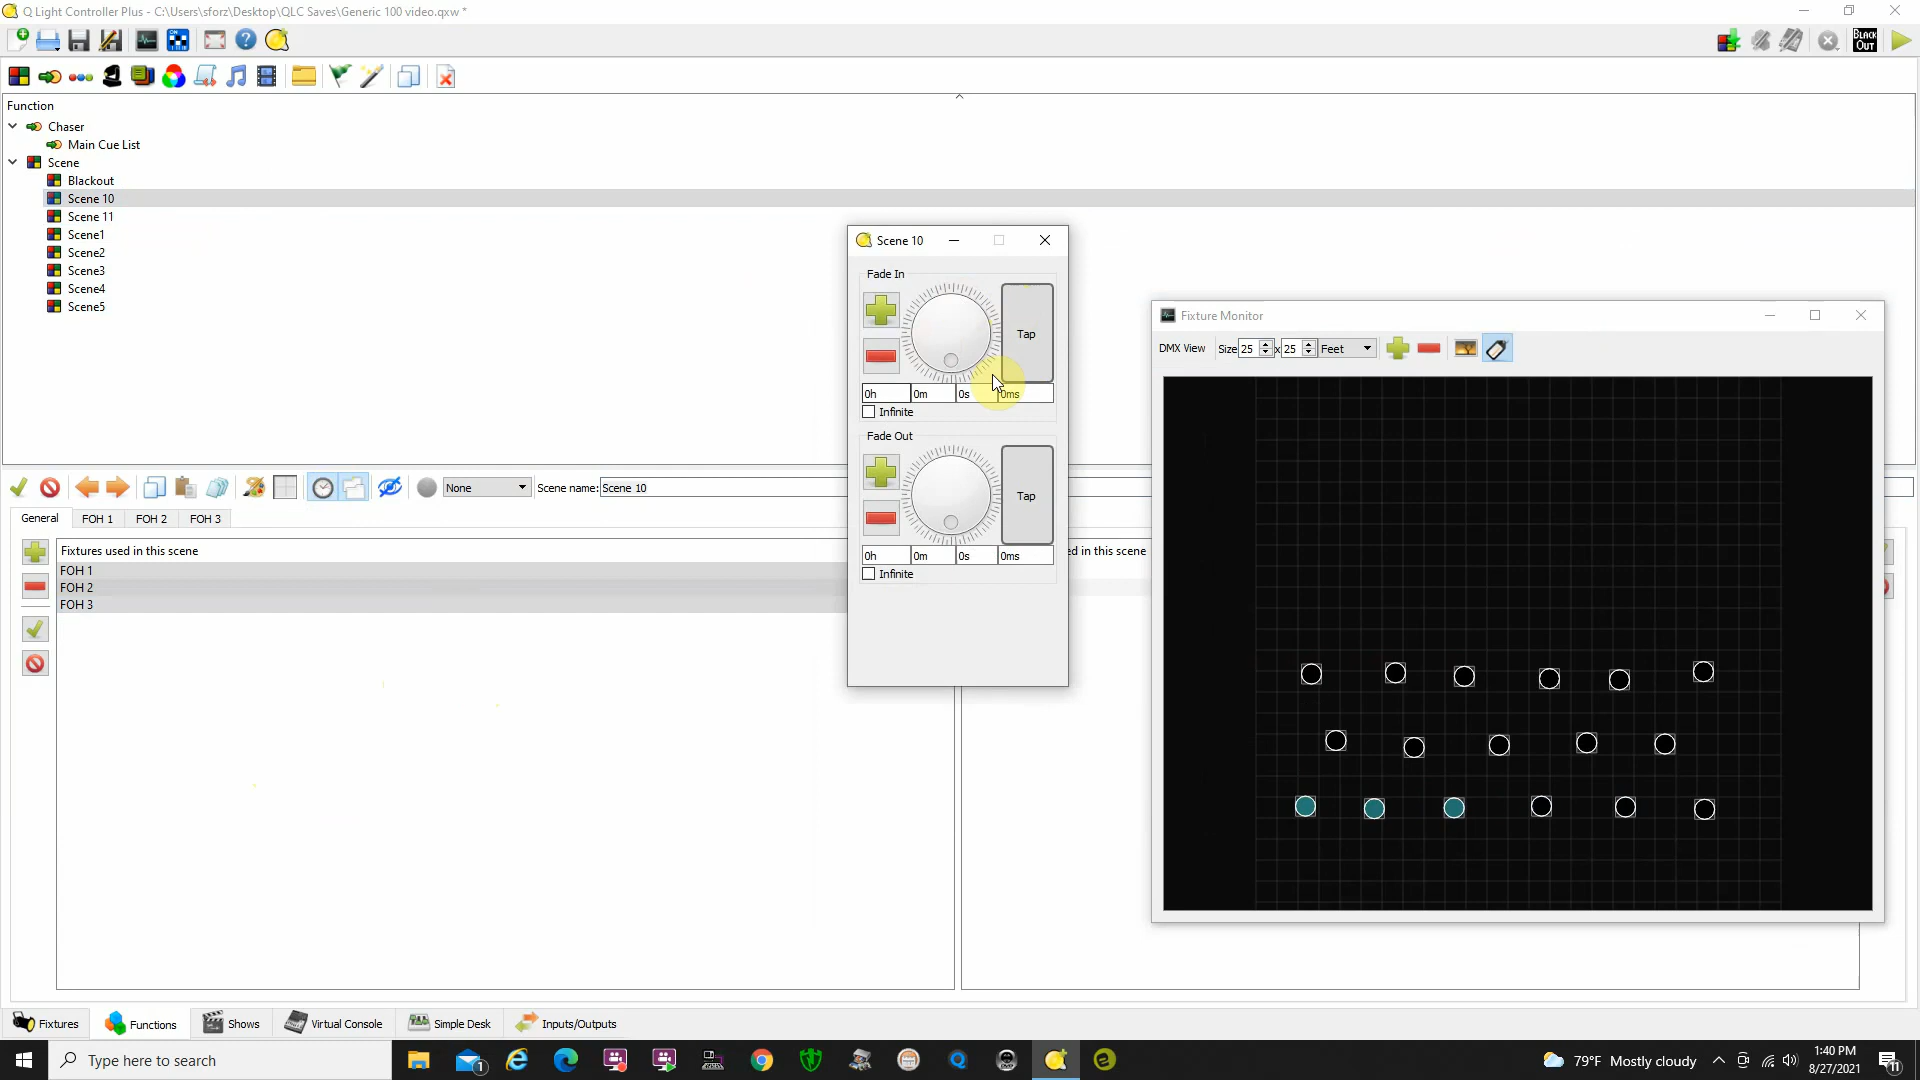 Q Light Controller Plus - C:\Users\sforz\Desktop\QLC Saves\Generic 100 video.qxw *
BLACK
OUT
Function
Chaser
Main Cue List
Scene
Blackout
Scene 10
Scene 11
Scene1
Scene2
Scene3
Scene4
Scene5
Scene 10
Fade In
Tap
0h 0m 0s 0ms
Infinite
Fade Out
Tap
0h 0m 0s 0ms
Infinite
Fixture Monitor
DMX View Size 25 x 25 Feet
None Scene name: Scene 10
General FOH 1 FOH 2 FOH 3
Fixtures used in this scene
FOH 1
FOH 2
FOH 3
ed in this scene
Fixtures Functions Shows Virtual Console Simple Desk Inputs/Outputs
Type here to search
1
79°F Mostly cloudy
1:40 PM
8/27/2021
11